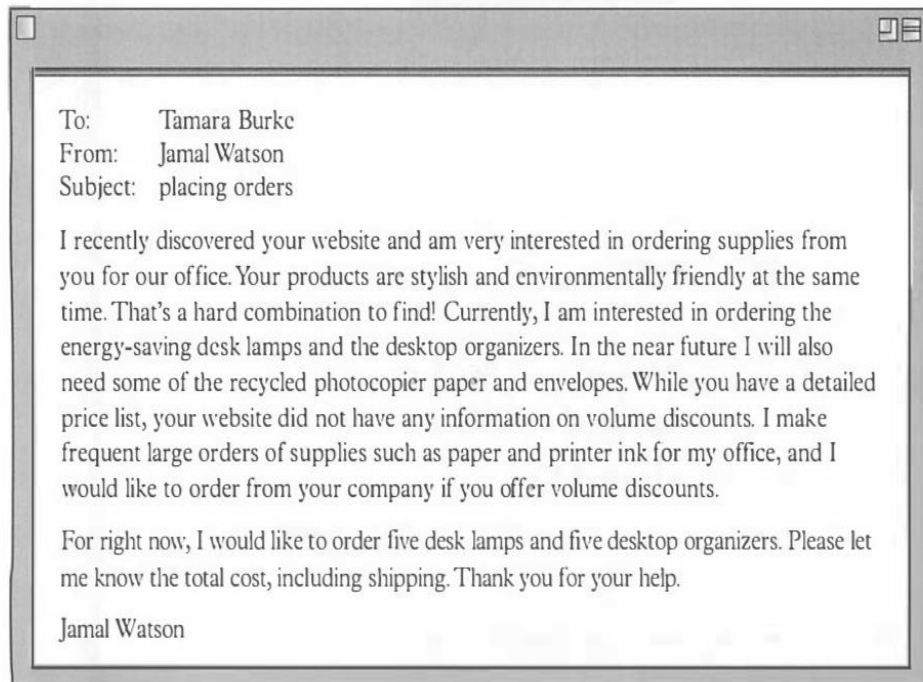 To: Tamara Burke
From: Jamal Watson
Subject: placing orders
I recently discovered your website and am very interested in ordering supplies from
you for our office. Your products are stylish and environmentally friendly at the same
time. That's a hard combination to find! Currently, I am interested in ordering the
energy-saving desk lamps and the desktop organizers. In the near future I will also
need some of the recycled photocopier paper and envelopes. While you have a detailed
price list, your website did not have any information on volume discounts. I make
frequent large orders of supplies such as paper and printer ink for my office, and I
would like to order from your company if you offer volume discounts.
For right now, I would like to order five desk lamps and five desktop organizers. Please let
me know the total cost, including shipping. Thank you for your help.
Jamal Watson